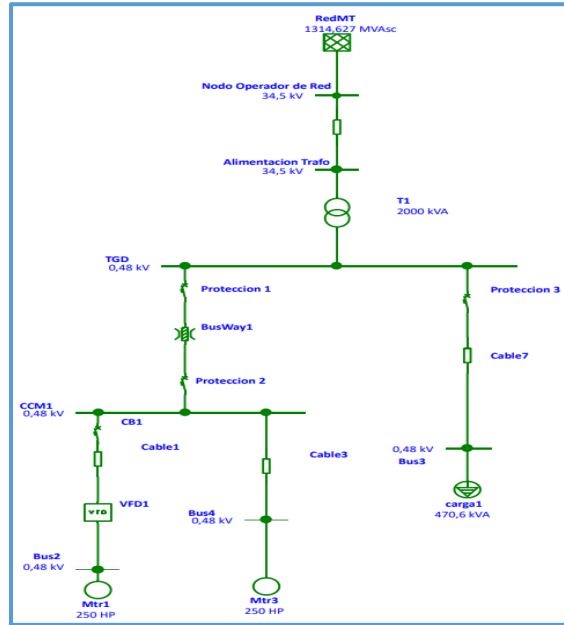 RedMT
1314,627 MVAsc
Nodo Operador de Red
34,5 kV
Alimentacion Trafo
34,5 kV
T1
2000 kVA
TGD
0,48 kV
Proteccion 1
Proteccion 3
BusWay1
Cable7
Proteccion 2
CCM1
0,48 kV
CB1
Cable1
Cable3
0,48 kV
Bus3
VFD1
VFD
carga1
470,6 kVA
Bus4
0,48 kV
Bus2
0,48 kV
Mtr1
250 HP
Mtr3
250 HP